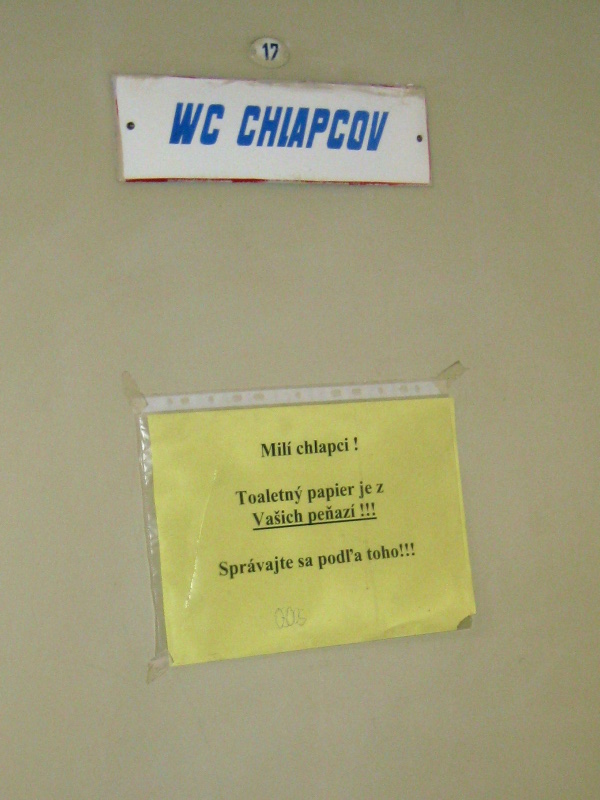 17
WC CHLAPCOV
Milí chlapci !
Toaletný papier je z
Vašich peňazí !!!
Správajte sa podľa toho!!!